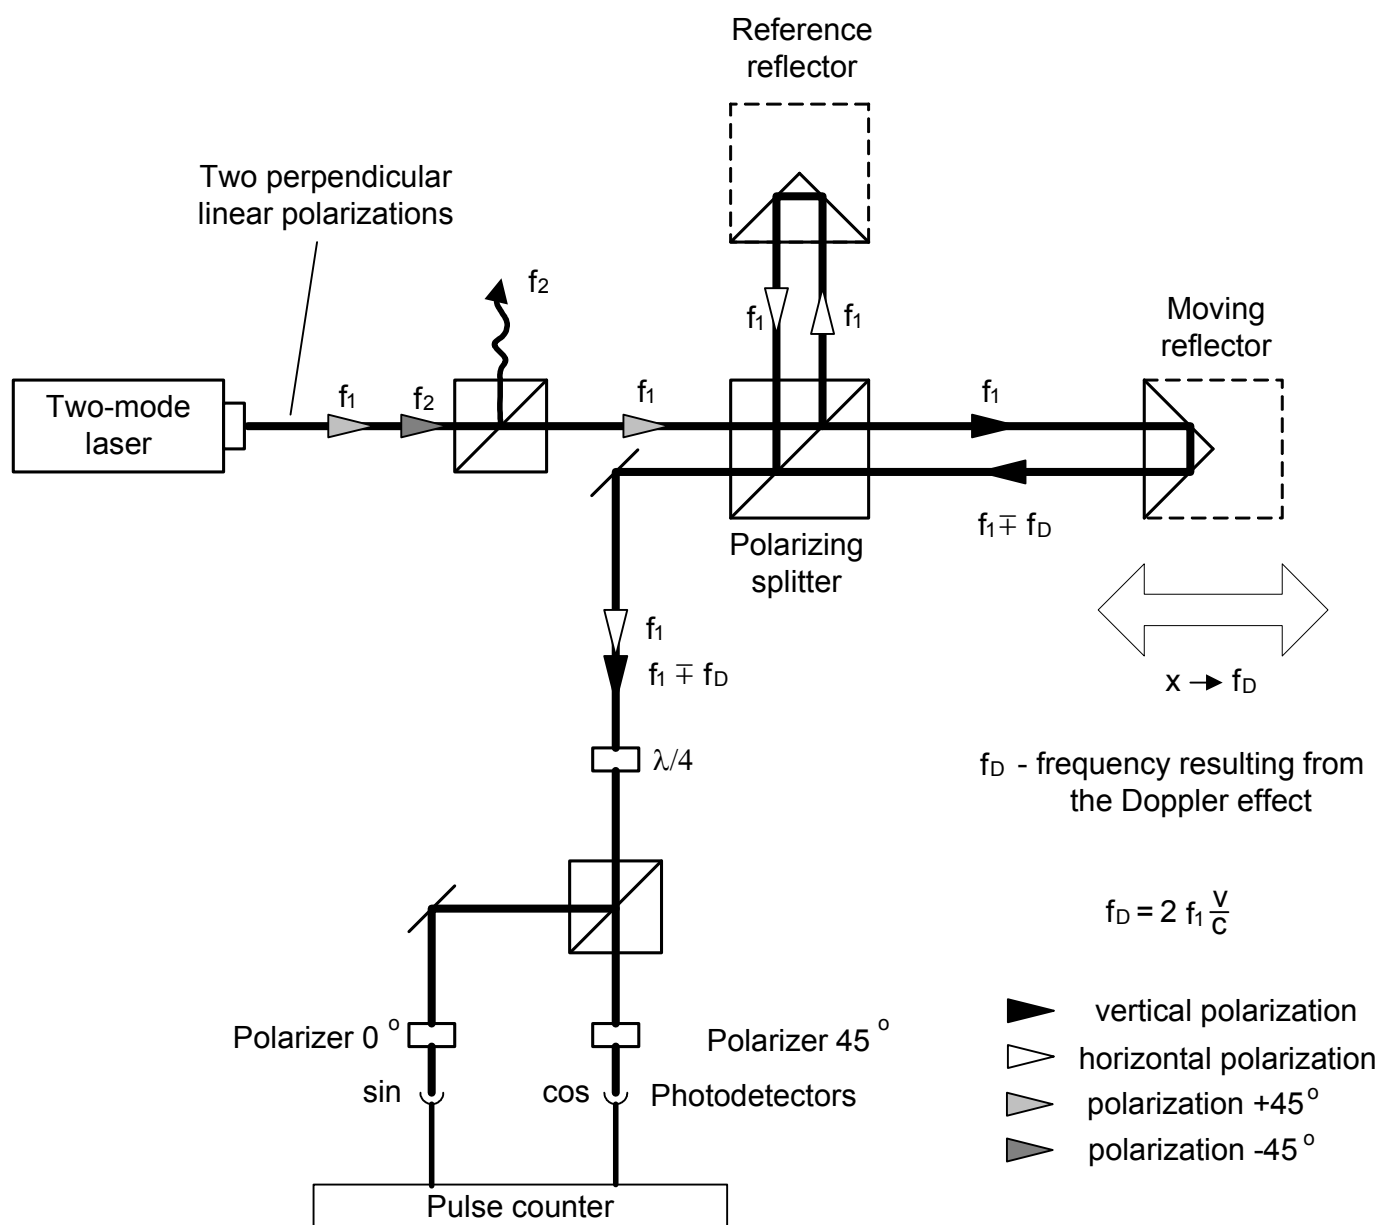 Reference
reflector
Two perpendicular
linear polarizations
f2
f1
f1
Moving
reflector
Two-mode
laser
f1
f2
f1
f1
f1 ∓ fD
Polarizing
splitter
f1
f1 ∓ fD
x → fD
λ/4
fD - frequency resulting from
the Doppler effect
fD = 2 f1 v/c
vertical polarization
Polarizer 0°
Polarizer 45°
horizontal polarization
sin
cos
Photodetectors
polarization +45°
polarization -45°
Pulse counter